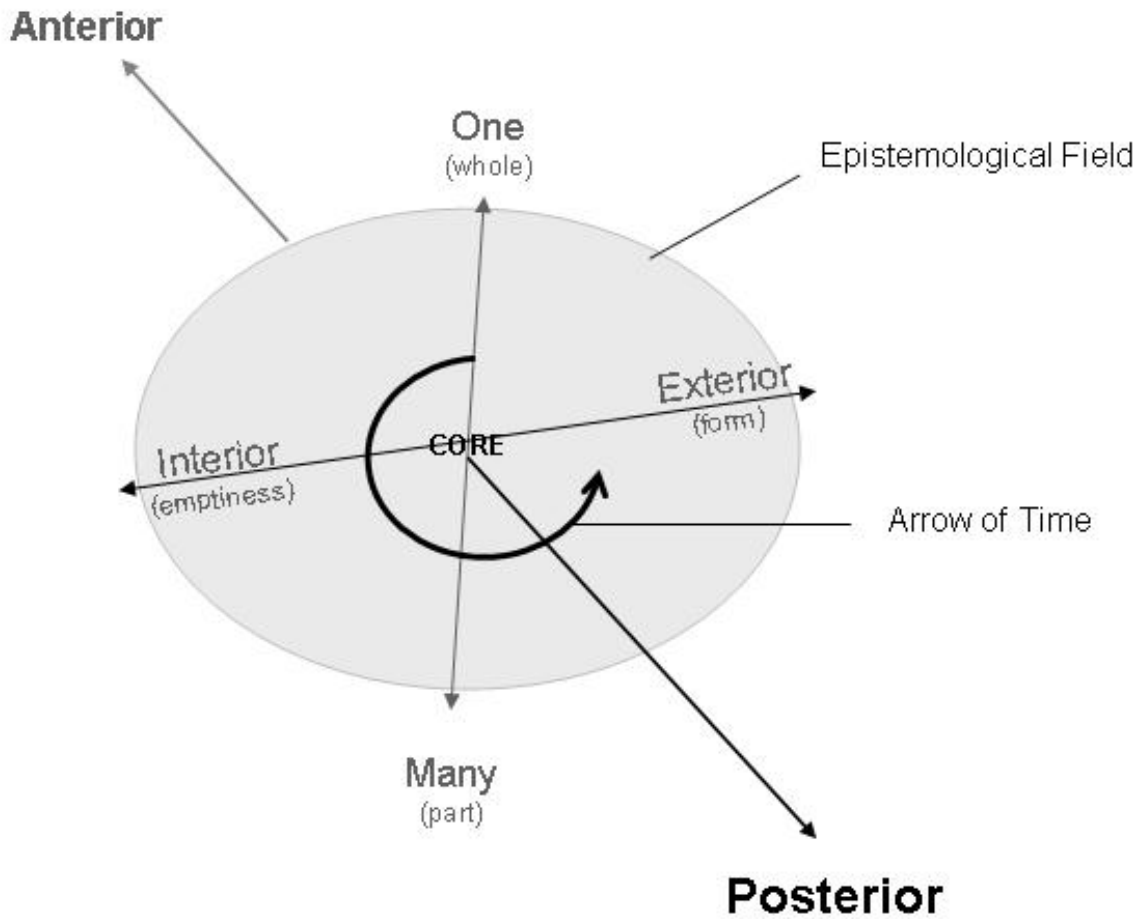 Anterior
One
(whole)
Epistemological Field
Exterior
(form)
CORE
Interior
(emptiness)
Arrow of Time
Many
(part)
Posterior